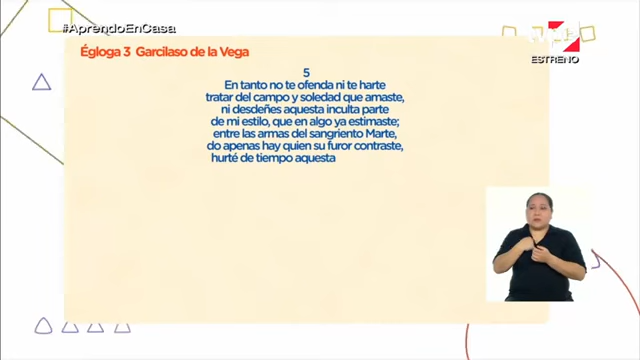 #AprendoEnCasa
ESTRENO
Égloga 3 Garcilaso de la Vega
5
En tanto no te ofenda ni te harte
tratar del campo y soledad que amaste,
ni desdeñes aquesta inculta parte
de mi estilo, que en algo ya estimaste;
entre las armas del sangriento Marte,
do apenas hay quien su furor contraste,
hurté de tiempo aquesta